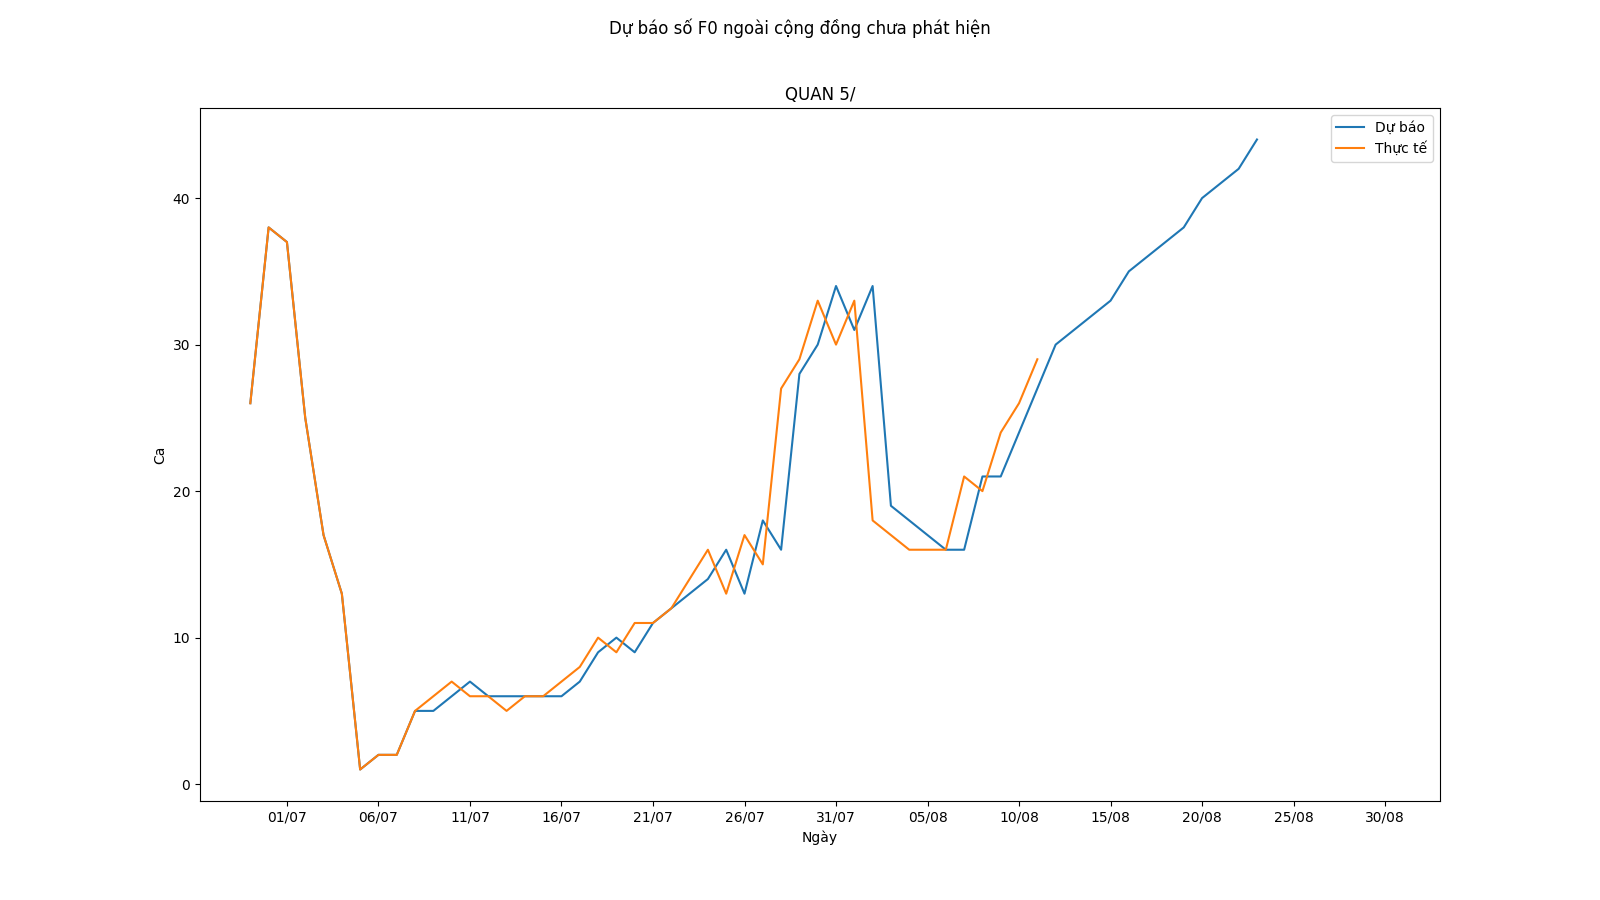 Dự báo số F0 ngoài cộng đồng chưa phát hiện
QUAN 5/
Dự báo
Thực tế
40
30
20
10
0
Ca
01/07 06/07 11/07 16/07 21/07 26/07 31/07 05/08 10/08 15/08 20/08 25/08 30/08
Ngày